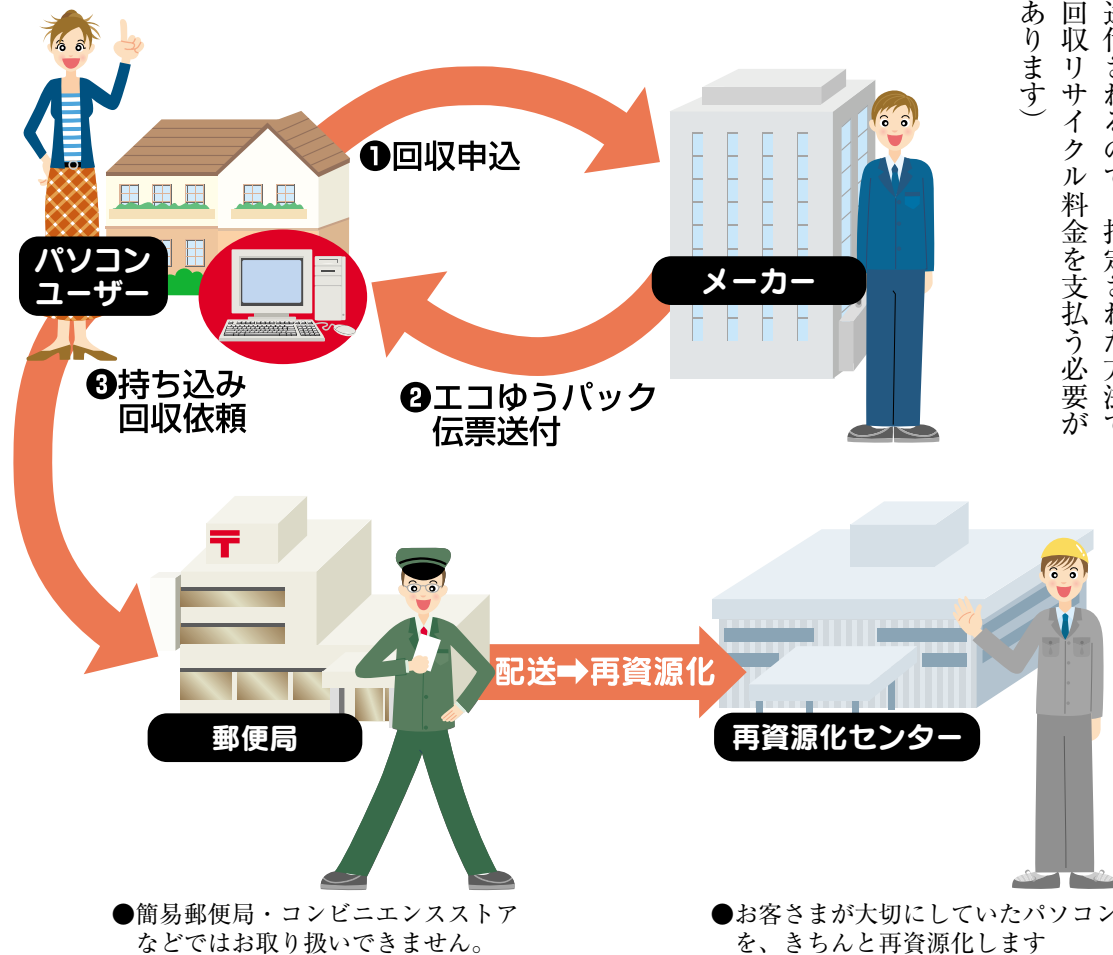 回収リサイクル料金を支払う必要が
あります)
❶回収申込
パソコン
ユーザー
メーカー
❷エコゆうパック
伝票送付
❸持ち込み
回収依頼
〒
郵便局
配送➡再資源化
再資源化センター
●簡易郵便局・コンビニエンスストア
などではお取り扱いできません。
●お客さまが大切にしていたパソコン
を、きちんと再資源化します